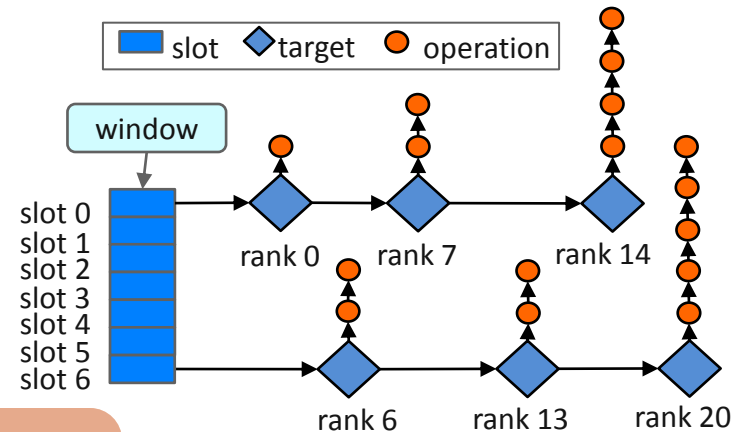 slot target operation
window
slot 0
slot 1
slot 2
slot 3
slot 4
slot 5
slot 6
rank 0 rank 7 rank 14
rank 6 rank 13 rank 20